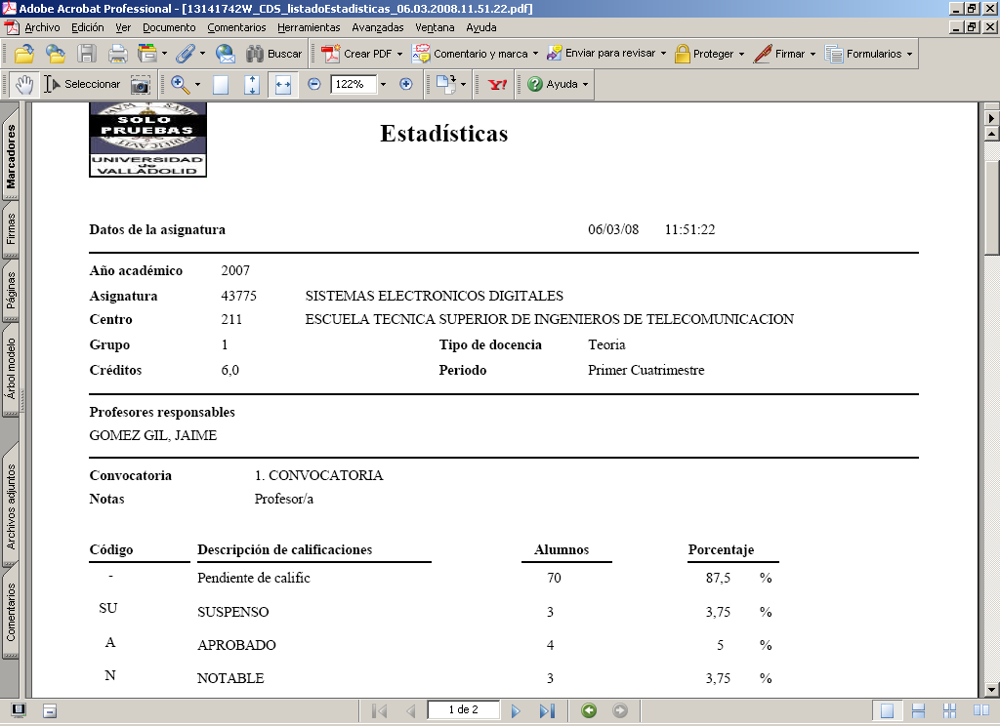 Adobe Acrobat Professional - [13141742W_CDS_listadoEstadisticas_06.03.2008.11.51.22.pdf]
Archivo Edición Ver Documento Comentarios Herramientas Avanzadas Ventana Ayuda
Buscar Crear PDF Comentario y marca Enviar para revisar Proteger Firmar Formularios
Seleccionar 122% Y! Ayuda
Marcadores
Firmas
Páginas
Árbol modelo
Archivos adjuntos
Comentarios
SOLO
PRUEBAS
UNIVERSIDAD
de
VALLADOLID
Estadísticas
Datos de la asignatura 06/03/08 11:51:22
Año académico 2007
Asignatura 43775 SISTEMAS ELECTRONICOS DIGITALES
Centro 211 ESCUELA TECNICA SUPERIOR DE INGENIEROS DE TELECOMUNICACION
Grupo 1 Tipo de docencia Teoria
Créditos 6,0 Periodo Primer Cuatrimestre
Profesores responsables
GOMEZ GIL, JAIME
Convocatoria 1. CONVOCATORIA
Notas Profesor/a
Código Descripción de calificaciones Alumnos Porcentaje
- Pendiente de calific 70 87,5 %
SU SUSPENSO 3 3,75 %
A APROBADO 4 5 %
N NOTABLE 3 3,75 %
1 de 2